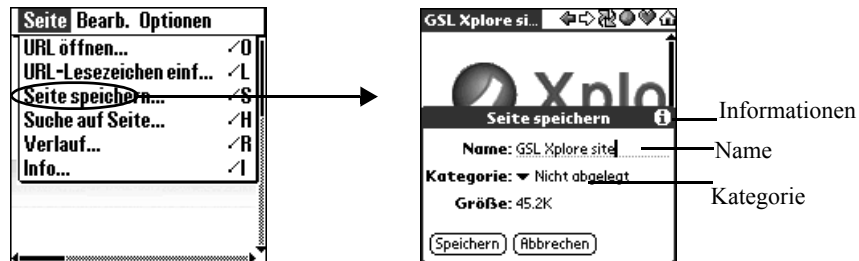 Seite Bearb. Optionen
URL öffnen... ⁄O
URL-Lesezeichen einf... ⁄L
Seite speichern... ⁄S
Suche auf Seite... ⁄H
Verlauf... ⁄R
Info... ⁄I
GSL Xplore si...
Xplo
Seite speichern i
Name: GSL Xplore site
Kategorie: Nicht abgelegt
Größe: 45.2K
Speichern Abbrechen
Informationen
Name
Kategorie